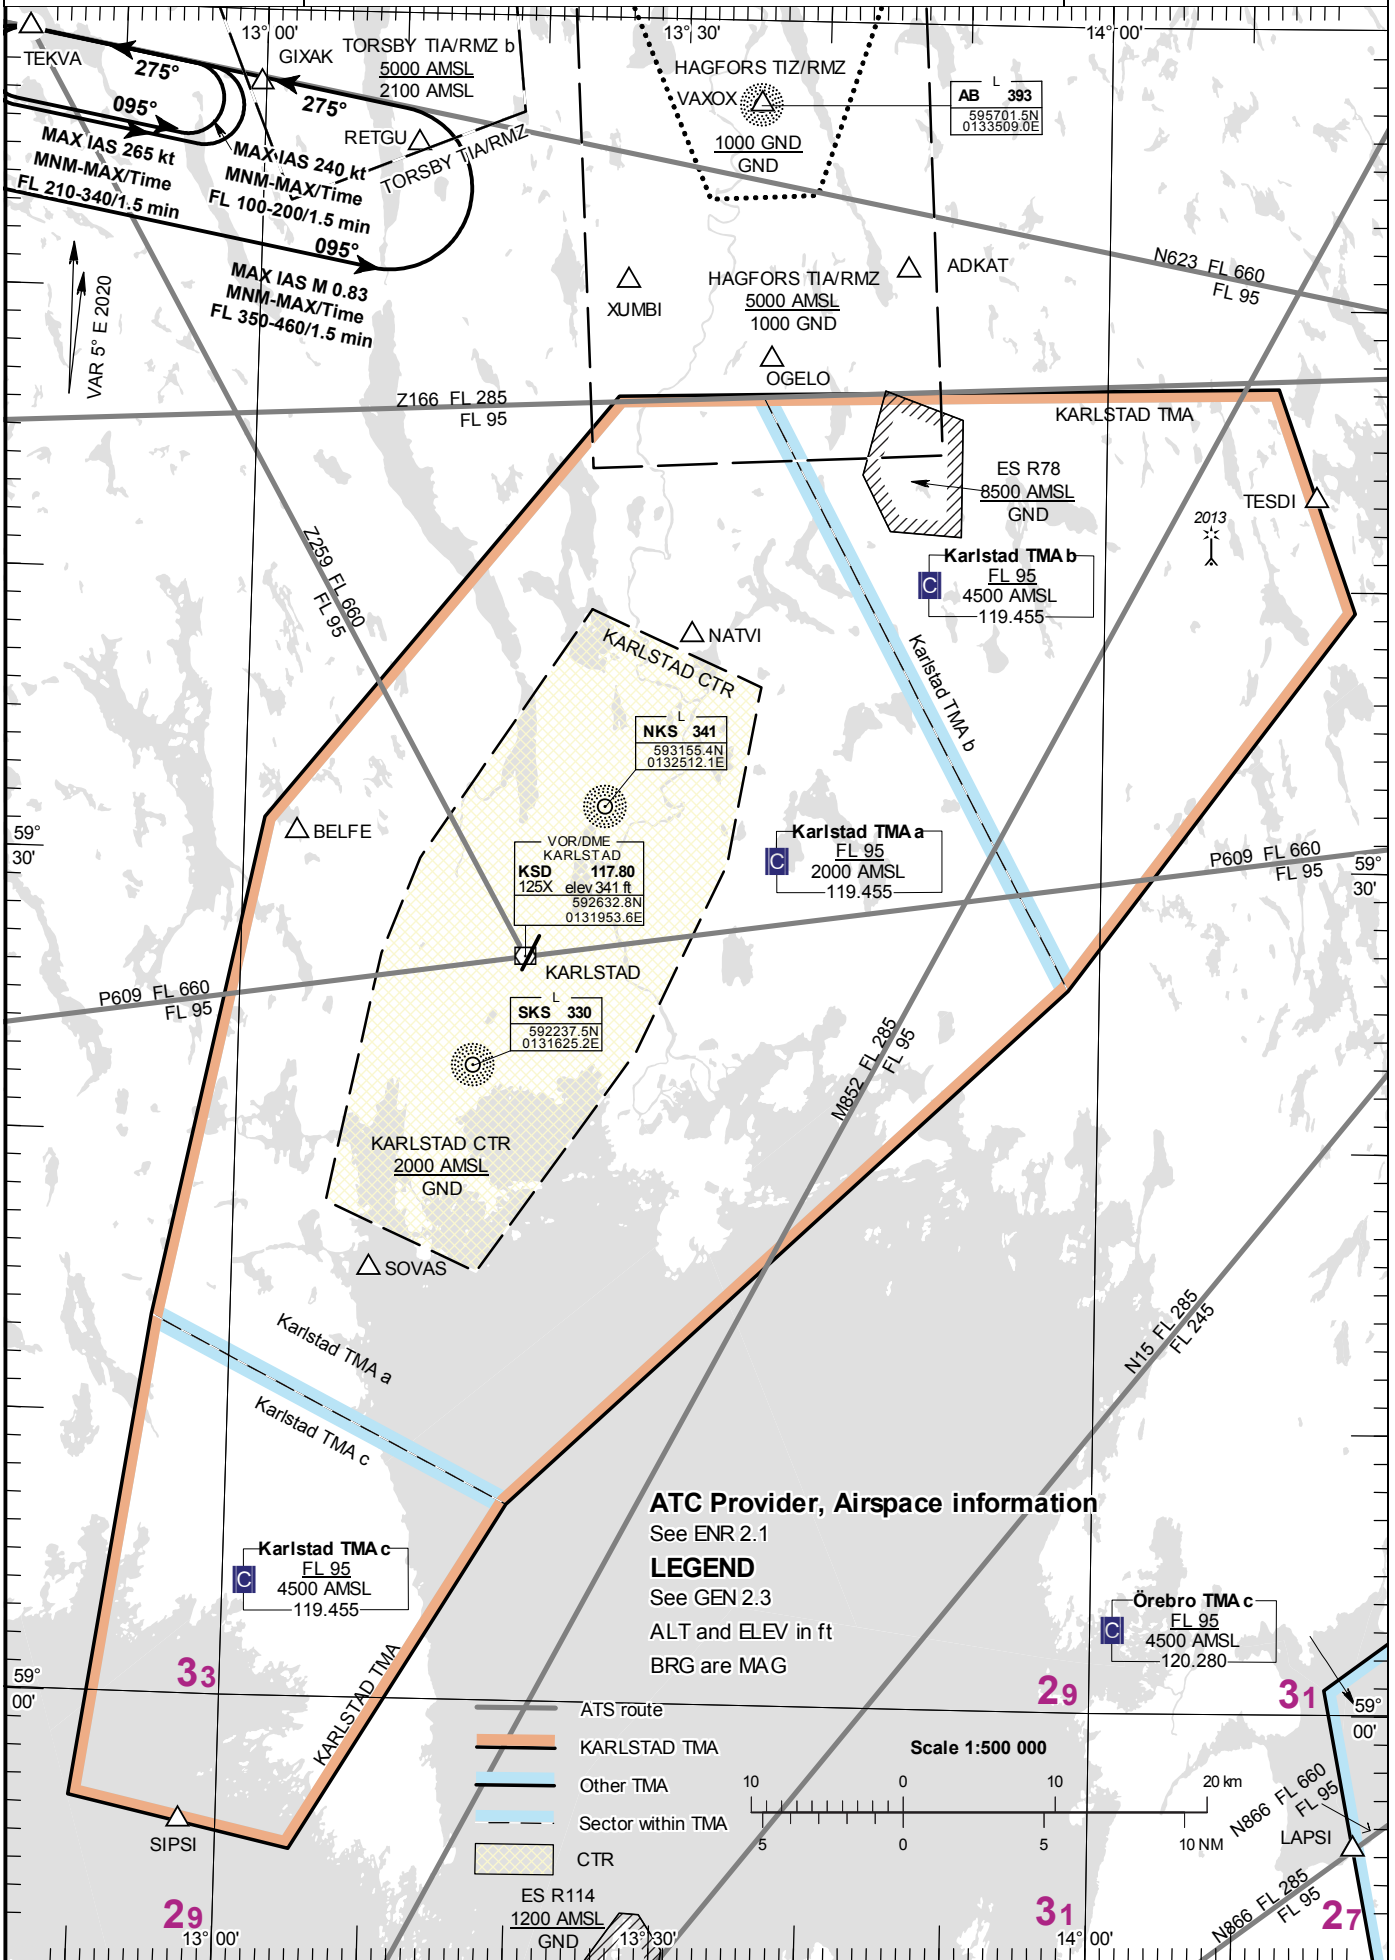 13°00'
13°30'
14°00'
TEKVA
GIXAK
275°
095°
275°
TORSBY TIA/RMZ b
5000 AMSL
2100 AMSL
RETGU
TORSBY TIA/RMZ
MAX IAS 265 kt
MNM-MAX/Time
FL 210-340/1.5 min
MAX IAS 240 kt
MNM-MAX/Time
FL 100-200/1.5 min
095°
MAX IAS M 0.83
MNM-MAX/Time
FL 350-460/1.5 min
VAR 5° E 2020
HAGFORS TIZ/RMZ
VAXOX
1000 GND
GND
L
AB 393
595701.5N
0133509.0E
N623 FL 660
FL 95
XUMBI
HAGFORS TIA/RMZ
5000 AMSL
1000 GND
ADKAT
OGELO
Z166 FL 285
FL 95
KARLSTAD TMA
ES R78
8500 AMSL
GND
TESDI
2013
Karlstad TMA b
C
FL 95
4500 AMSL
119.455
Z259 FL 660
FL 95
NATVI
KARLSTAD CTR
Karlstad TMA b
L
NKS 341
593155.4N
0132512.1E
59°
30'
BELFE
VOR/DME
KARLSTAD
KSD 117.80
125X elev 341 ft
592632.8N
0131953.6E
Karlstad TMA a
C
FL 95
2000 AMSL
119.455
P609 FL 660
FL 95
59°
30'
KARLSTAD
P609 FL 660
FL 95
L
SKS 330
592237.5N
0131625.2E
M852 FL 285
FL 95
KARLSTAD CTR
2000 AMSL
GND
SOVAS
Karlstad TMA a
Karlstad TMA c
N15 FL 285
FL 245
ATC Provider, Airspace information
See ENR 2.1
LEGEND
See GEN 2.3
ALT and ELEV in ft
BRG are MAG
Karlstad TMA c
C
FL 95
4500 AMSL
119.455
Örebro TMA c
C
FL 95
4500 AMSL
120.280
59°
00'
33
29
31
59°
00'
KARLSTAD TMA
ATS route
KARLSTAD TMA
Other TMA
Sector within TMA
CTR
Scale 1:500 000
10 0 10 20 km
5 0 5 10 NM
N866 FL 660
FL 95
LAPSI
SIPSI
N866 FL 285
FL 95
ES R114
1200 AMSL
GND
29
31
27
13°00'
13°30'
14°00'